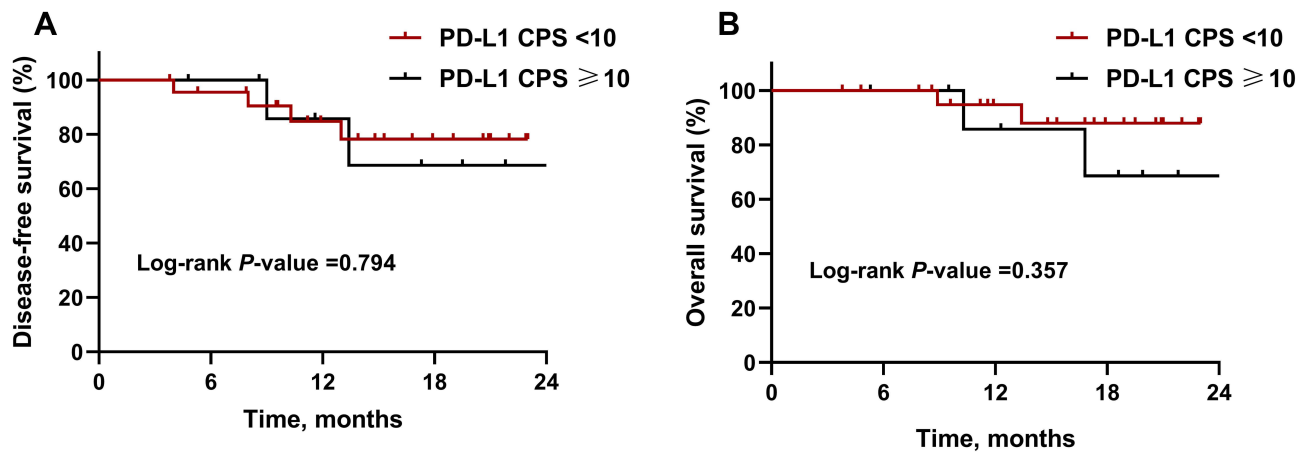 A
PD-L1 CPS <10
PD-L1 CPS ⩾10
Disease-free survival (%)
100
80
60
40
20
0
Log-rank P-value =0.794
0 6 12 18 24
Time, months
B
PD-L1 CPS <10
PD-L1 CPS ⩾10
Overall survival (%)
100
80
60
40
20
0
Log-rank P-value =0.357
0 6 12 18 24
Time, months